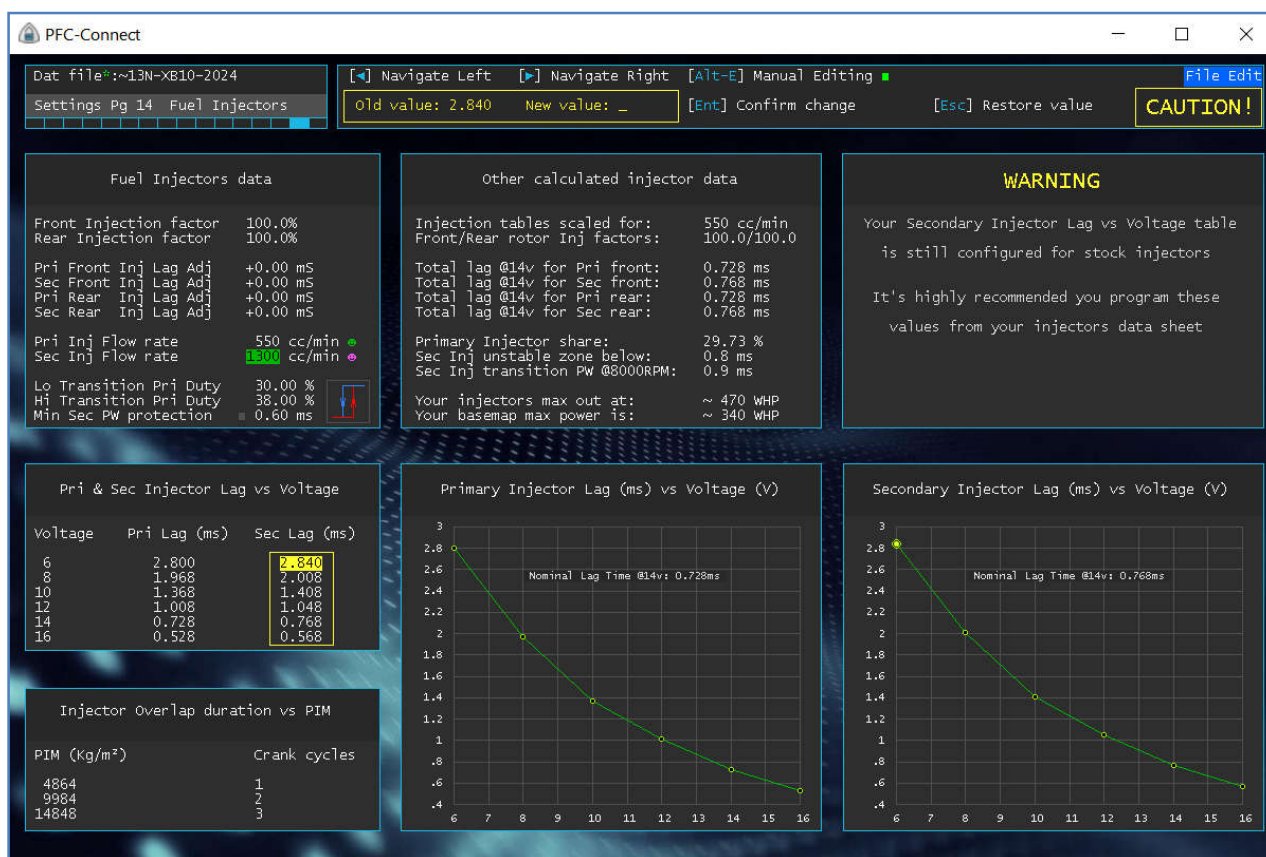 PFC-Connect
Dat file*:~13N-XB10-2024
Settings Pg 14 Fuel Injectors
[◄] Navigate Left [►] Navigate Right [Alt-E] Manual Editing
File Edit
Old value: 2.840 New value: _
[Ent] Confirm change [Esc] Restore value
CAUTION!
Fuel Injectors data
Front Injection factor 100.0%
Rear Injection factor 100.0%
Pri Front Inj Lag Adj +0.00 mS
Sec Front Inj Lag Adj +0.00 mS
Pri Rear Inj Lag Adj +0.00 mS
Sec Rear Inj Lag Adj +0.00 mS
Pri Inj Flow rate 550 cc/min
Sec Inj Flow rate 1300 cc/min
Lo Transition Pri Duty 30.00 %
Hi Transition Pri Duty 38.00 %
Min Sec PW protection 0.60 ms
Other calculated injector data
Injection tables scaled for: 550 cc/min
Front/Rear rotor Inj factors: 100.0/100.0
Total lag @14v for Pri front: 0.728 ms
Total lag @14v for Sec front: 0.768 ms
Total lag @14v for Pri rear: 0.728 ms
Total lag @14v for Sec rear: 0.768 ms
Primary Injector share: 29.73 %
Sec Inj unstable zone below: 0.8 ms
Sec Inj transition PW @8000RPM: 0.9 ms
Your injectors max out at: ~ 470 WHP
Your basemap max power is: ~ 340 WHP
WARNING
Your Secondary Injector Lag vs Voltage table
is still configured for stock injectors
It's highly recommended you program these
values from your injectors data sheet
Pri & Sec Injector Lag vs Voltage
Voltage Pri Lag (ms) Sec Lag (ms)
6 2.800 2.840
8 1.968 2.008
10 1.368 1.408
12 1.008 1.048
14 0.728 0.768
16 0.528 0.568
Injector Overlap duration vs PIM
PIM (Kg/m²) Crank cycles
4864 1
9984 2
14848 3
Primary Injector Lag (ms) vs Voltage (V)
Nominal Lag Time @14v: 0.728ms
3
2.8
2.6
2.4
2.2
2
1.8
1.6
1.4
1.2
1
.8
.6
.4
6 7 8 9 10 11 12 13 14 15 16
Secondary Injector Lag (ms) vs Voltage (V)
Nominal Lag Time @14v: 0.768ms
3
2.8
2.6
2.4
2.2
2
1.8
1.6
1.4
1.2
1
.8
.6
.4
6 7 8 9 10 11 12 13 14 15 16